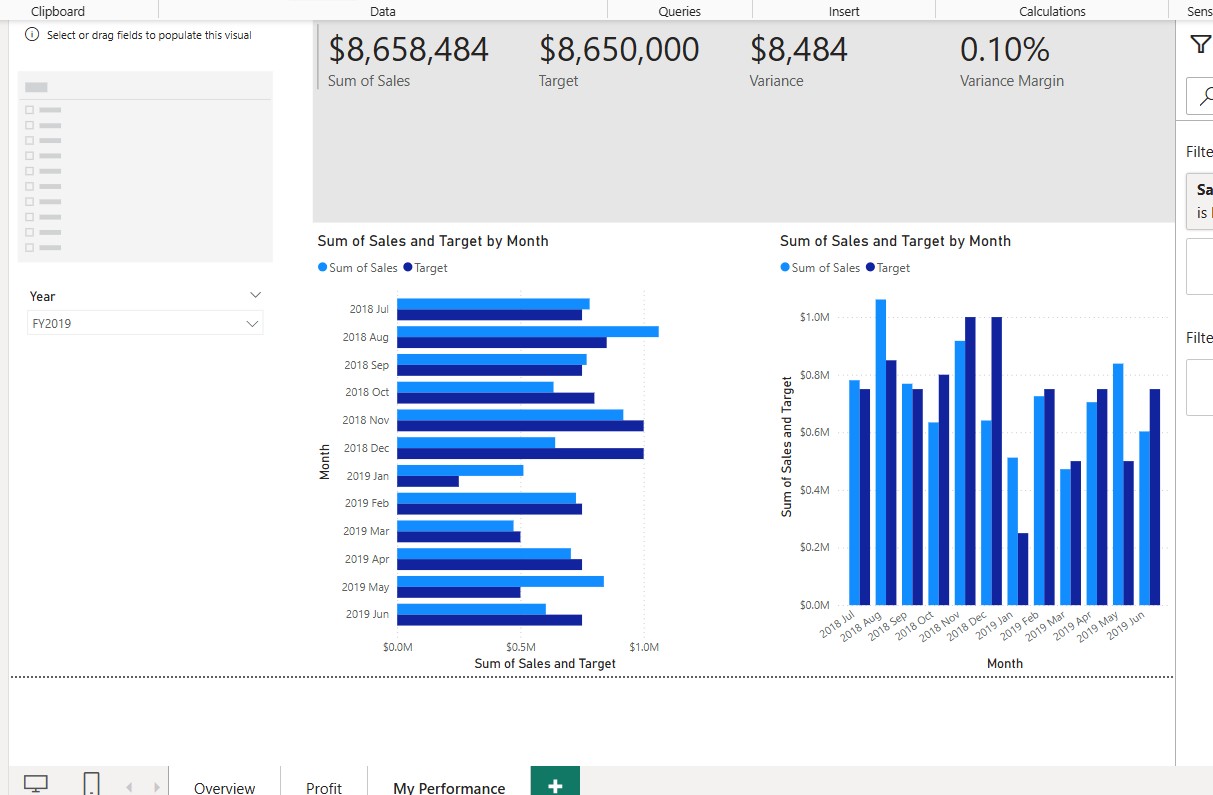 Clipboard Data Queries Insert Calculations Sens
Select or drag fields to populate this visual
$8,658,484 $8,650,000 $8,484 0.10%
Sum of Sales Target Variance Variance Margin
Filte
Sa
is
Filte
Year
FY2019
Sum of Sales and Target by Month
Sum of Sales Target
Month
2018 Jul
2018 Aug
2018 Sep
2018 Oct
2018 Nov
2018 Dec
2019 Jan
2019 Feb
2019 Mar
2019 Apr
2019 May
2019 Jun
$0.0M $0.5M $1.0M
Sum of Sales and Target
Sum of Sales and Target by Month
Sum of Sales Target
Sum of Sales and Target
$1.0M
$0.8M
$0.6M
$0.4M
$0.2M
$0.0M
2018 Jul 2018 Aug 2018 Sep 2018 Oct 2018 Nov 2018 Dec 2019 Jan 2019 Feb 2019 Mar 2019 Apr 2019 May 2019 Jun
Month
Overview Profit My Performance +